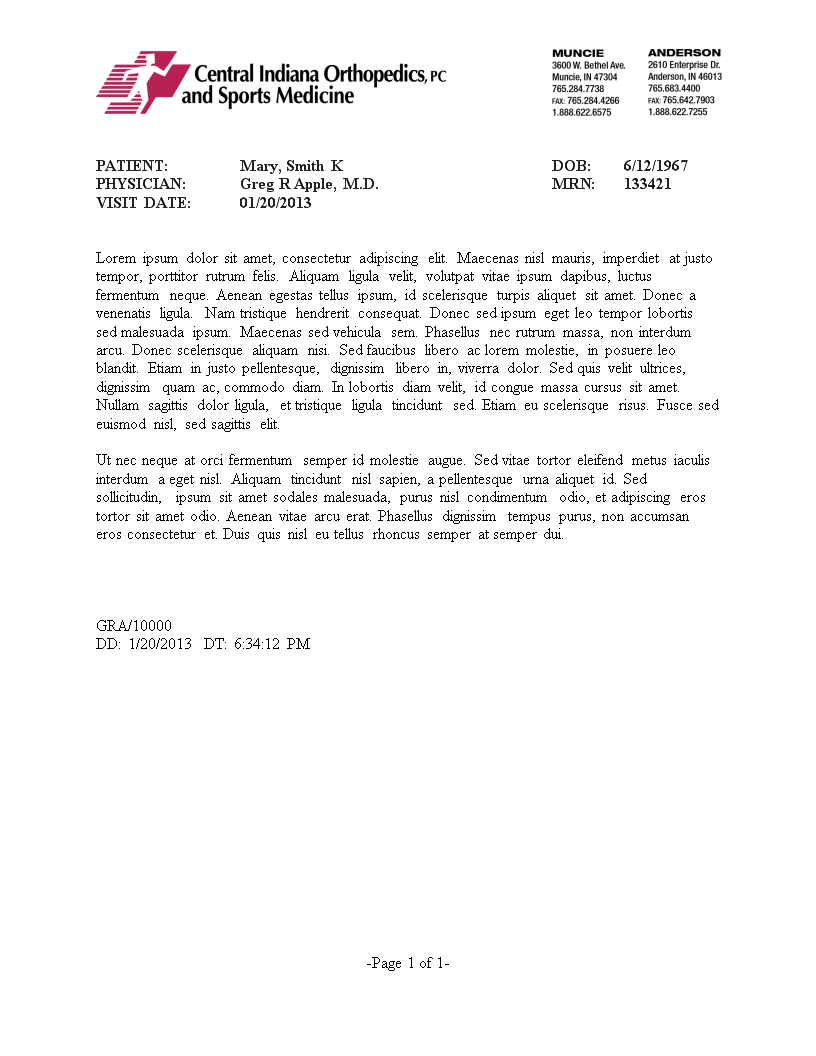 Central Indiana Orthopedics, PC
and Sports Medicine
MUNCIE
3600 W. Bethel Ave.
Muncie, IN 47304
765.284.7738
FAX: 765.284.4266
1.888.622.6575
ANDERSON
2610 Enterprise Dr.
Anderson, IN 46013
765.683.4400
FAX: 765.642.7903
1.888.622.7255
PATIENT: Mary, Smith K DOB: 6/12/1967
PHYSICIAN: Greg R Apple, M.D. MRN: 133421
VISIT DATE: 01/20/2013
Lorem ipsum dolor sit amet, consectetur adipiscing elit. Maecenas nisl mauris, imperdiet at justo
tempor, porttitor rutrum felis. Aliquam ligula velit, volutpat vitae ipsum dapibus, luctus
fermentum neque. Aenean egestas tellus ipsum, id scelerisque turpis aliquet sit amet. Donec a
venenatis ligula. Nam tristique hendrerit consequat. Donec sed ipsum eget leo tempor lobortis
sed malesuada ipsum. Maecenas sed vehicula sem. Phasellus nec rutrum massa, non interdum
arcu. Donec scelerisque aliquam nisi. Sed faucibus libero ac lorem molestie, in posuere leo
blandit. Etiam in justo pellentesque, dignissim libero in, viverra dolor. Sed quis velit ultrices,
dignissim quam ac, commodo diam. In lobortis diam velit, id congue massa cursus sit amet.
Nullam sagittis dolor ligula, et tristique ligula tincidunt sed. Etiam eu scelerisque risus. Fusce sed
euismod nisl, sed sagittis elit.
Ut nec neque at orci fermentum semper id molestie augue. Sed vitae tortor eleifend metus iaculis
interdum a eget nisl. Aliquam tincidunt nisl sapien, a pellentesque urna aliquet id. Sed
sollicitudin, ipsum sit amet sodales malesuada, purus nisl condimentum odio, et adipiscing eros
tortor sit amet odio. Aenean vitae arcu erat. Phasellus dignissim tempus purus, non accumsan
eros consectetur et. Duis quis nisl eu tellus rhoncus semper at semper dui.
GRA/10000
DD: 1/20/2013 DT: 6:34:12 PM
-Page 1 of 1-